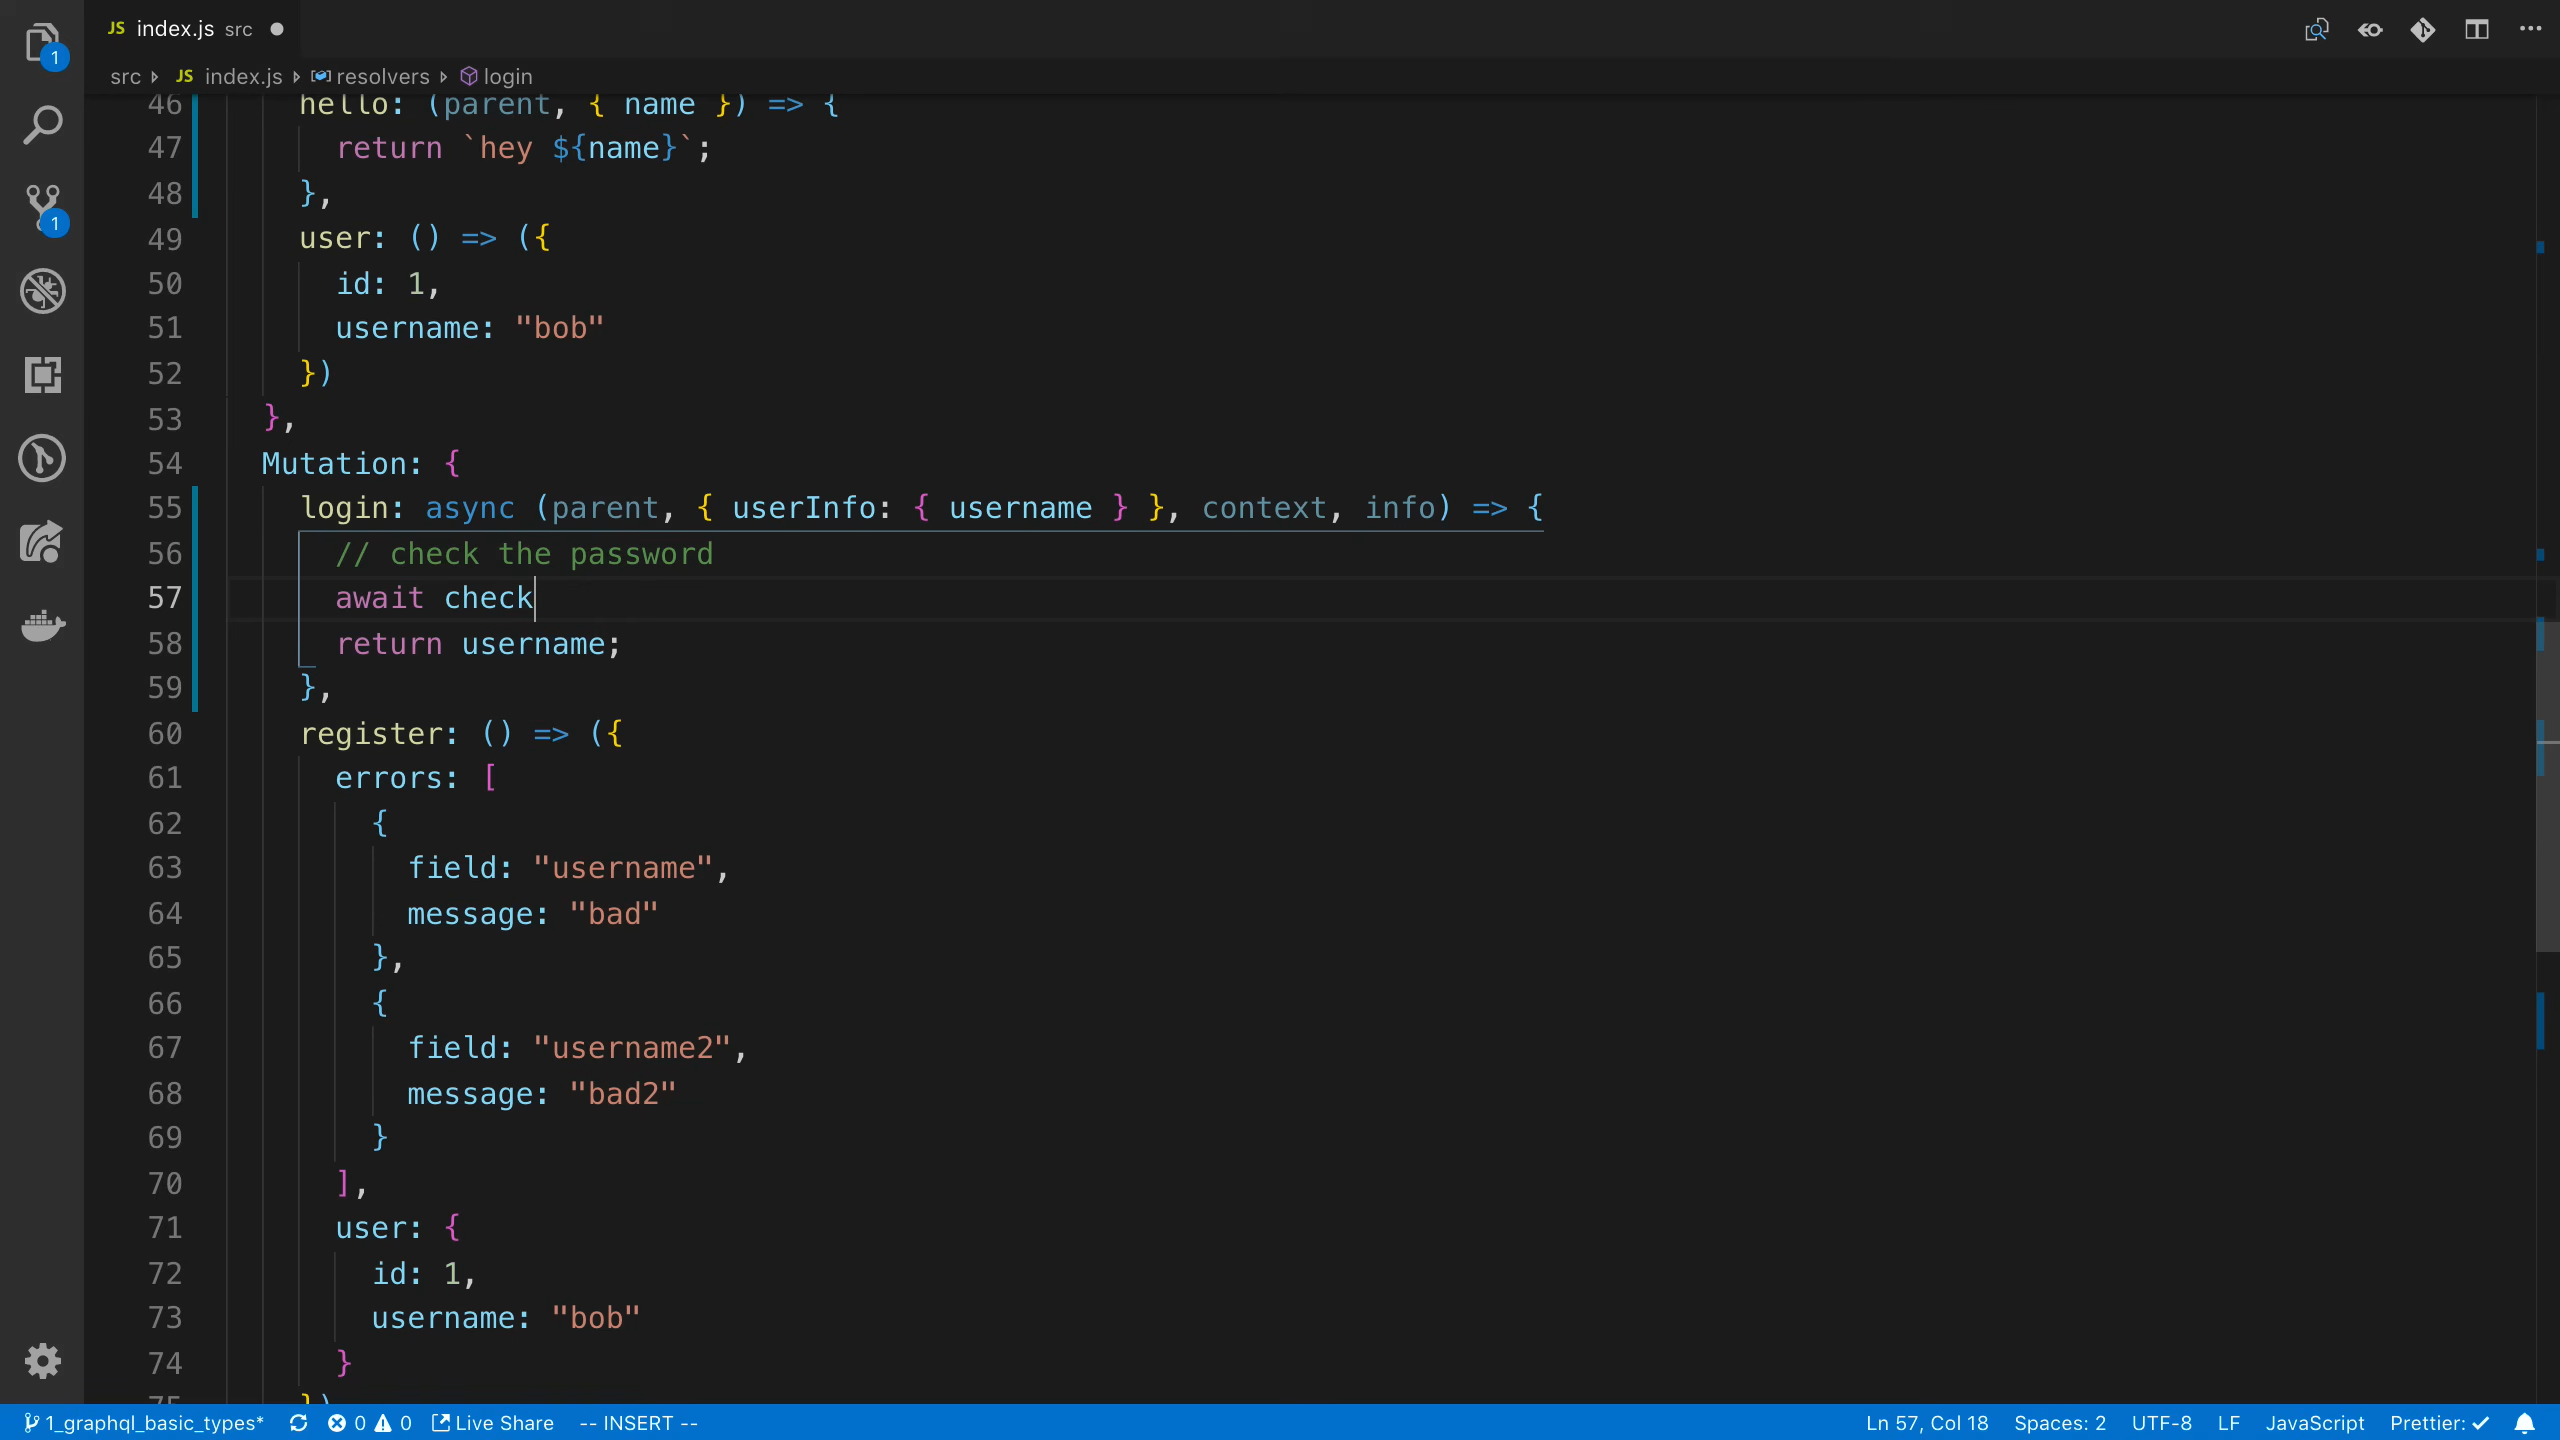 JS index.js src
src JS index.js resolvers login
1
1
46 hello: (parent, { name }) => {
47 return `hey ${name}`;
48 },
49 user: () => ({
50 id: 1,
51 username: "bob"
52 })
53 },
54 Mutation: {
55 login: async (parent, { userInfo: { username } }, context, info) => {
56 // check the password
57 await check
58 return username;
59 },
60 register: () => ({
61 errors: [
62 {
63 field: "username",
64 message: "bad"
65 },
66 {
67 field: "username2",
68 message: "bad2"
69 }
70 ],
71 user: {
72 id: 1,
73 username: "bob"
74 }
75 })
1_graphql_basic_types* 0 0 Live Share -- INSERT -- Ln 57, Col 18 Spaces: 2 UTF-8 LF JavaScript Prettier: ✓